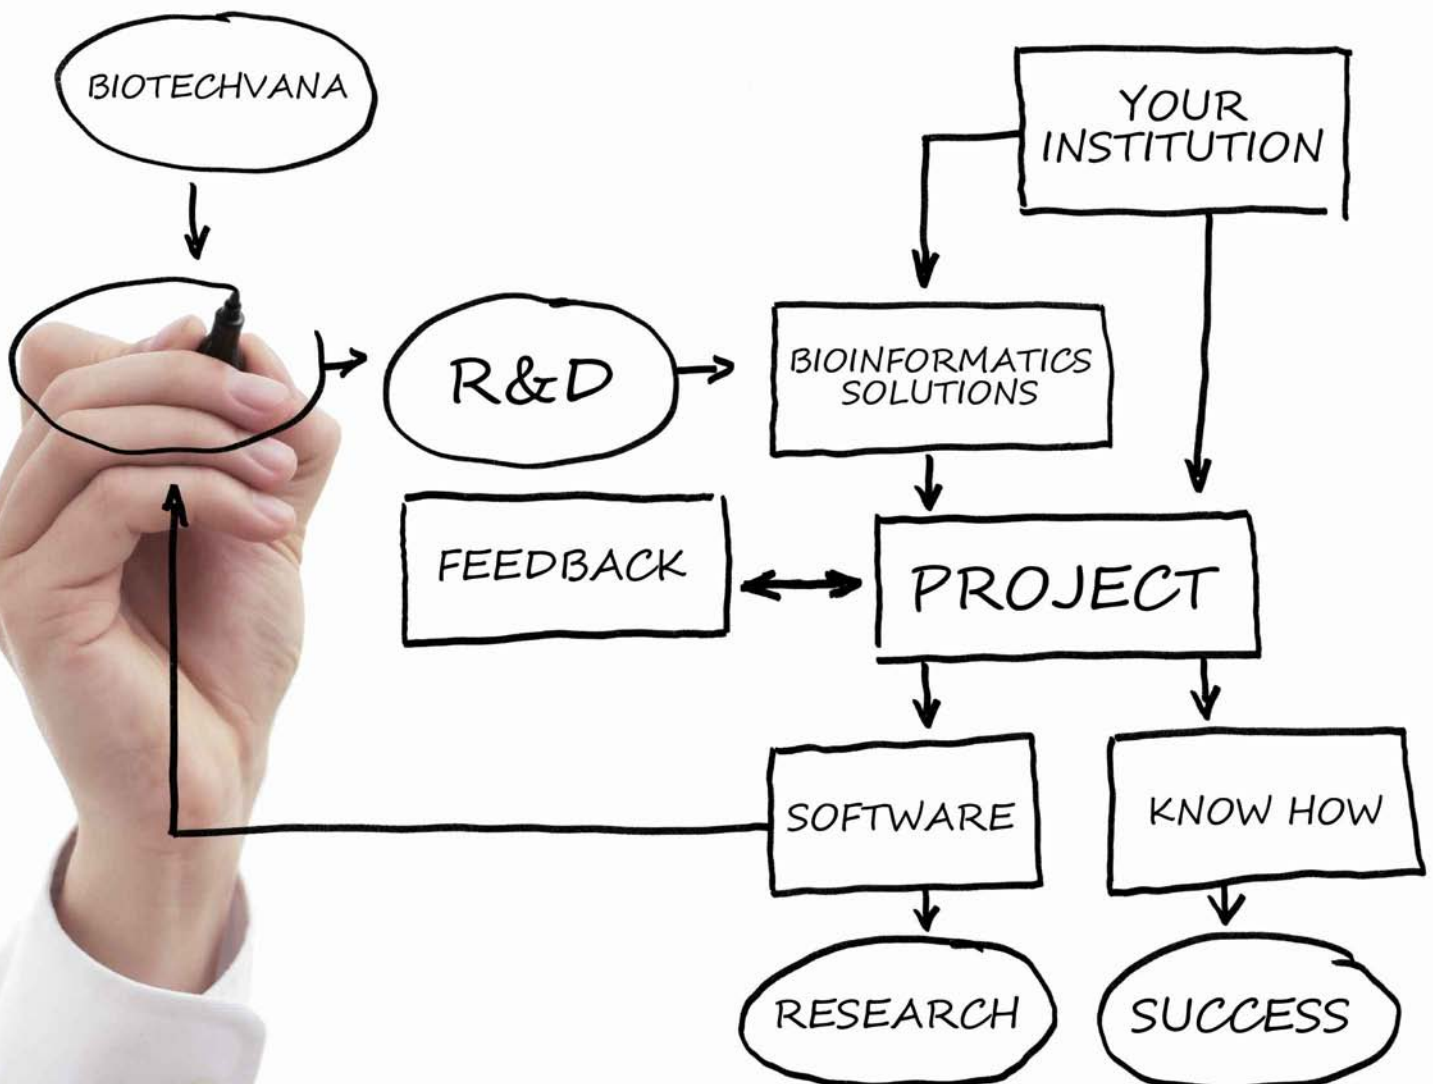 BIOTECHVANA
YOUR
INSTITUTION
R&D
BIOINFORMATICS
SOLUTIONS
FEEDBACK
PROJECT
SOFTWARE
KNOW HOW
RESEARCH
SUCCESS